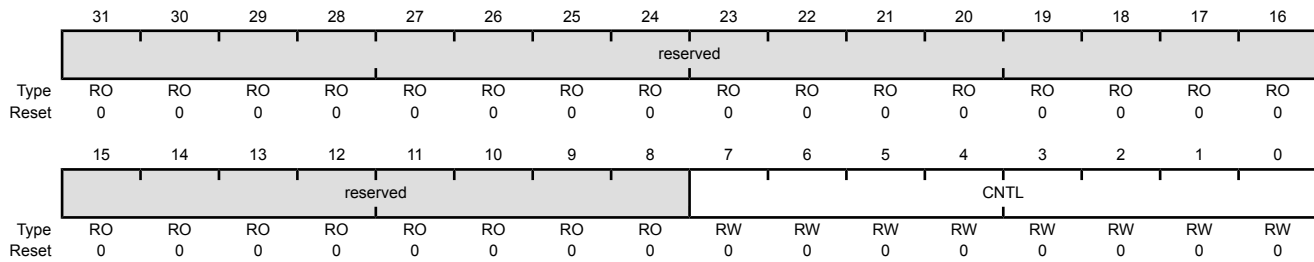 31 30 29 28 27 26 25 24 23 22 21 20 19 18 17 16
reserved
Type RO RO RO RO RO RO RO RO RO RO RO RO RO RO RO RO
Reset 0 0 0 0 0 0 0 0 0 0 0 0 0 0 0 0
15 14 13 12 11 10 9 8 7 6 5 4 3 2 1 0
reserved CNTL
Type RO RO RO RO RO RO RO RO RW RW RW RW RW RW RW RW
Reset 0 0 0 0 0 0 0 0 0 0 0 0 0 0 0 0